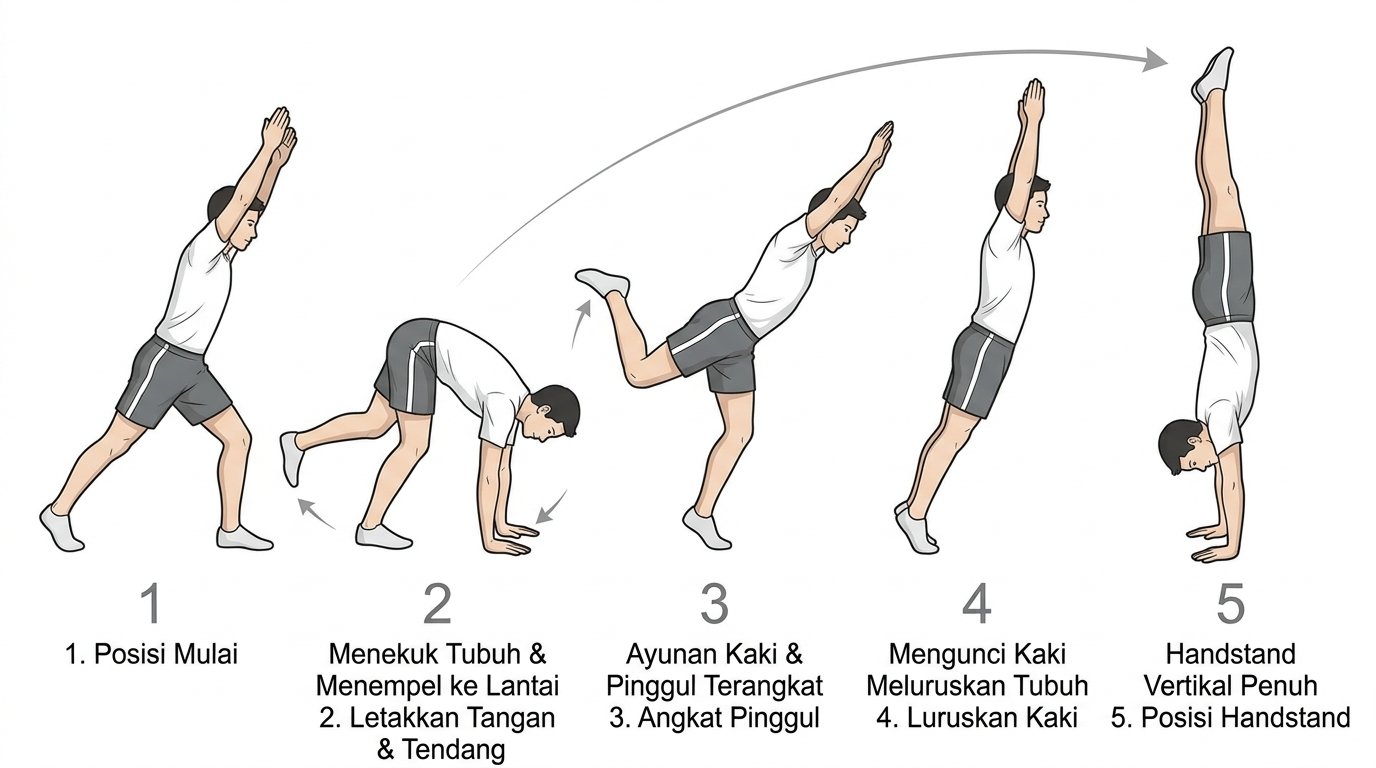 1
1. Posisi Mulai
2
Menekuk Tubuh &
Menempel ke Lantai
2. Letakkan Tangan
& Tendang
3
Ayunan Kaki &
Pinggul Terangkat
3. Angkat Pinggul
4
Mengunci Kaki
Meluruskan Tubuh
4. Luruskan Kaki
5
Handstand
Vertikal Penuh
5. Posisi Handstand